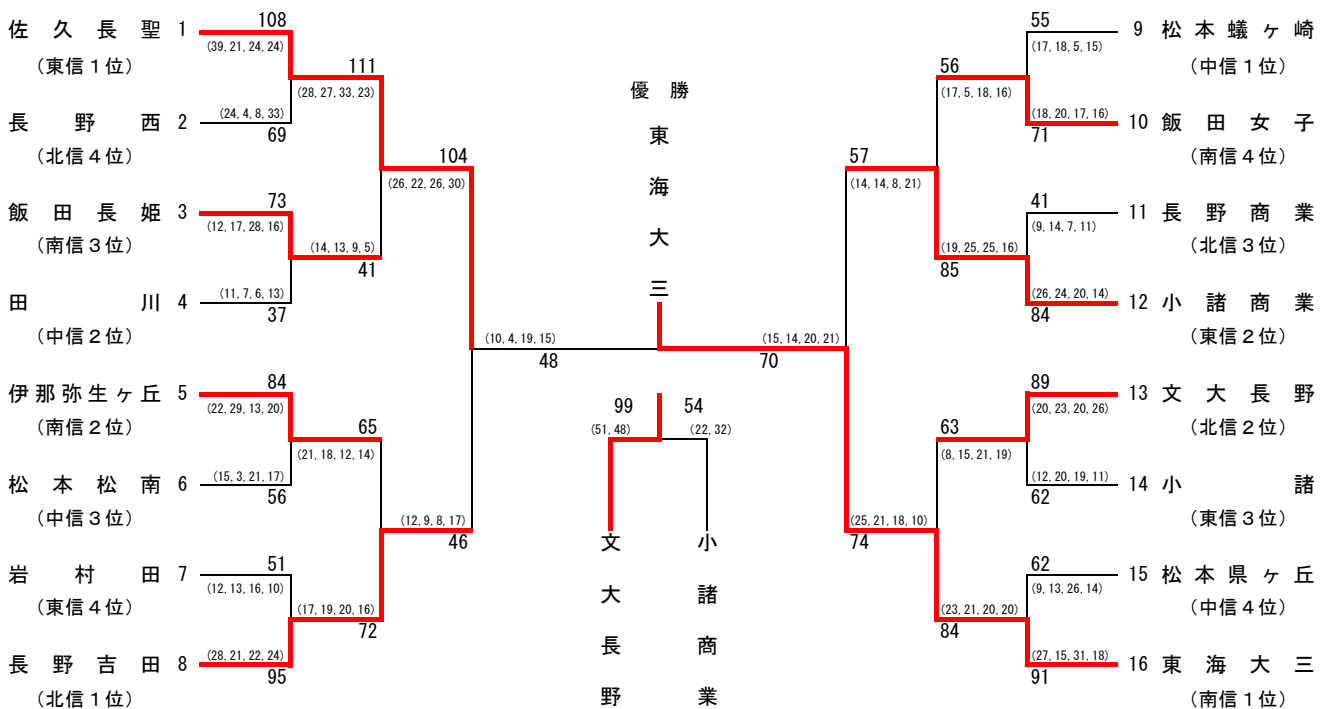 佐久長聖 1
(東信1位)
108
(39, 21, 24, 24)
111
(28, 27, 33, 23)
長野西 2
(北信4位)
(24, 4, 8, 33)
69
104
(26, 22, 26, 30)
飯田長姫 3
(南信3位)
73
(12, 17, 28, 16)
(14, 13, 9, 5)
41
田川 4
(中信2位)
(11, 7, 6, 13)
37
(10, 4, 19, 15)
48
伊那弥生ヶ丘 5
(南信2位)
84
(22, 29, 13, 20)
65
(21, 18, 12, 14)
松本松南 6
(中信3位)
(15, 3, 21, 17)
56
(12, 9, 8, 17)
46
岩村田 7
(東信4位)
51
(12, 13, 16, 10)
(17, 19, 20, 16)
72
長野吉田 8
(北信1位)
(28, 21, 22, 24)
95
優勝
東海大三
99
(51, 48)
54
(22, 32)
文大長野
小諸商業
55
(17, 18, 5, 15)
9 松本蟻ヶ崎
(中信1位)
56
(17, 5, 18, 16)
(18, 20, 17, 16)
71
10 飯田女子
(南信4位)
57
(14, 14, 8, 21)
41
(9, 14, 7, 11)
11 長野商業
(北信3位)
(19, 25, 25, 16)
85
(26, 24, 20, 14)
84
12 小諸商業
(東信2位)
(15, 14, 20, 21)
70
89
(20, 23, 20, 26)
13 文大長野
(北信2位)
63
(8, 15, 21, 19)
(12, 20, 19, 11)
62
14 小諸
(東信3位)
(25, 21, 18, 10)
74
62
(9, 13, 26, 14)
15 松本県ヶ丘
(中信4位)
(23, 21, 20, 20)
84
(27, 15, 31, 18)
91
16 東海大三
(南信1位)